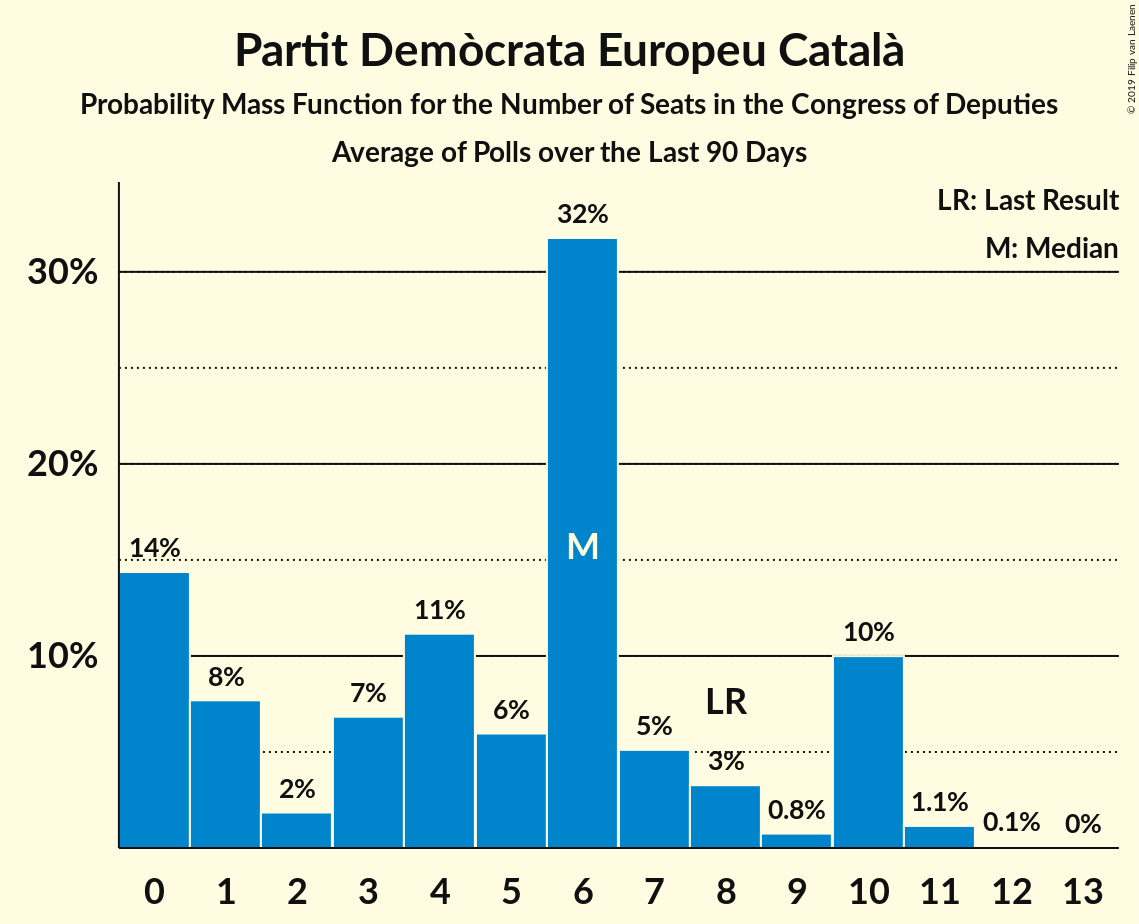 Partit Demòcrata Europeu Català
Probability Mass Function for the Number of Seats in the Congress of Deputies
Average of Polls over the Last 90 Days
© 2019 Filip van Laenen
LR: Last Result
M: Median
30%
20%
10%
14%
8%
2%
7%
11%
6%
32%
M
5%
LR
3%
0.8%
10%
1.1%
0.1%
0%
0 1 2 3 4 5 6 7 8 9 10 11 12 13